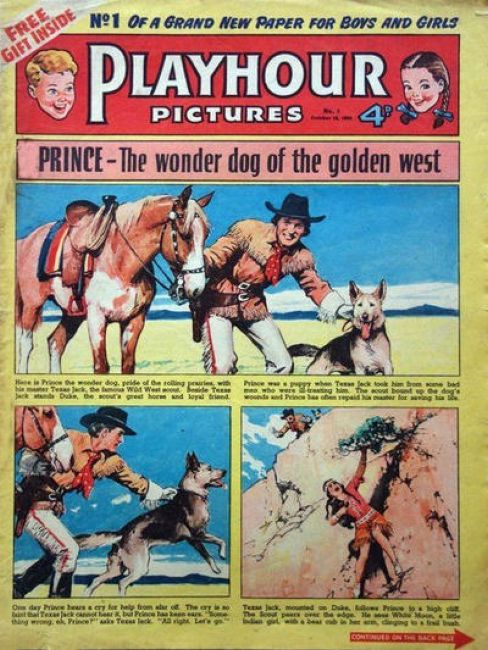 FREE
GIFT INSIDE
No1 OF A GRAND NEW PAPER FOR BOYS AND GIRLS
PLAYHOUR
PICTURES
No. 1
October 16, 1954
4D
PRINCE - The wonder dog of the golden west
Here is Prince the wonder dog, pride of the rolling prairies, with
his master Texas Jack, the famous Wild West scout. Beside Texas
Jack stands Duke, the scout's great horse and loyal friend.
Prince was a puppy when Texas Jack took him from some bad
men who were ill-treating him. The scout bound up the dog's
wounds and Prince has often repaid his master for saving his life.
One day Prince hears a cry for help from afar off. The cry is so
faint that Texas Jack cannot hear it, but Prince has keen ears. "Some-
thing wrong, eh, Prince?" asks Texas Jack. "All right. Let's go."
Texas Jack, mounted on Duke, follows Prince to a high cliff.
The Scout peers over the edge. He sees White Moon, a little
Indian girl, with a bear cub in her arm, clinging to a frail bush.
CONTINUED ON THE BACK PAGE